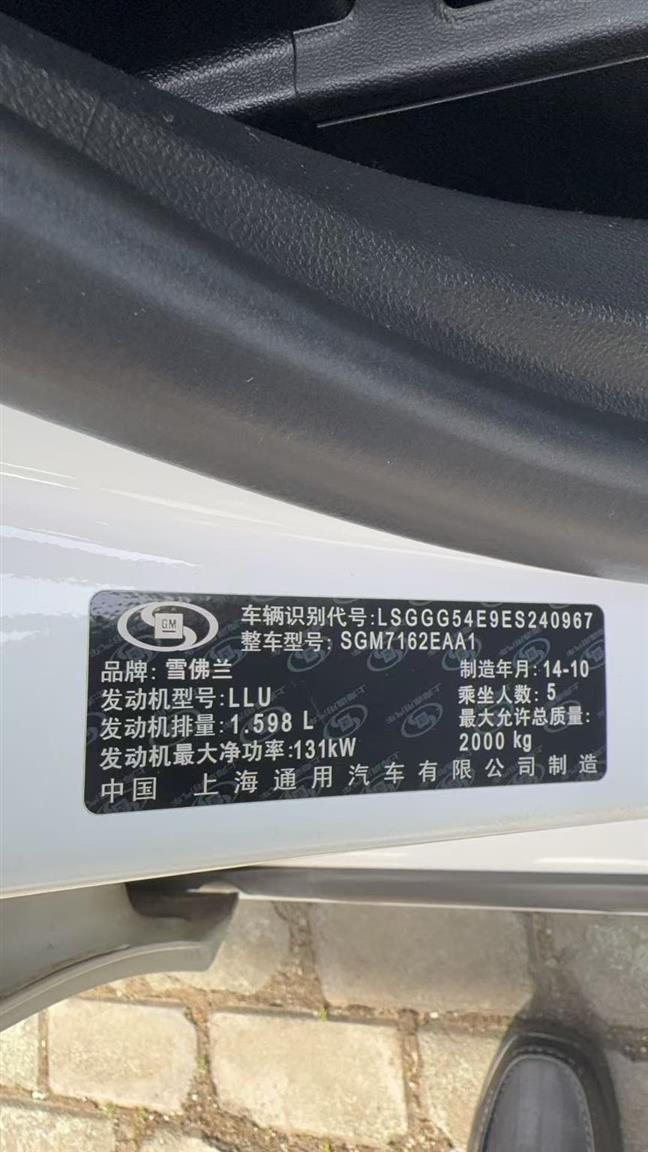 GM
车辆识别代号:LSGGG54E9ES240967
整车型号: SGM7162EAA1
品牌: 雪佛兰 制造年月: 14-10
发动机型号:LLU 乘坐人数: 5
发动机排量:1.598 L 最大允许总质量:
发动机最大净功率:131kW 2000 kg
中国 上海通用汽车有限公司制造